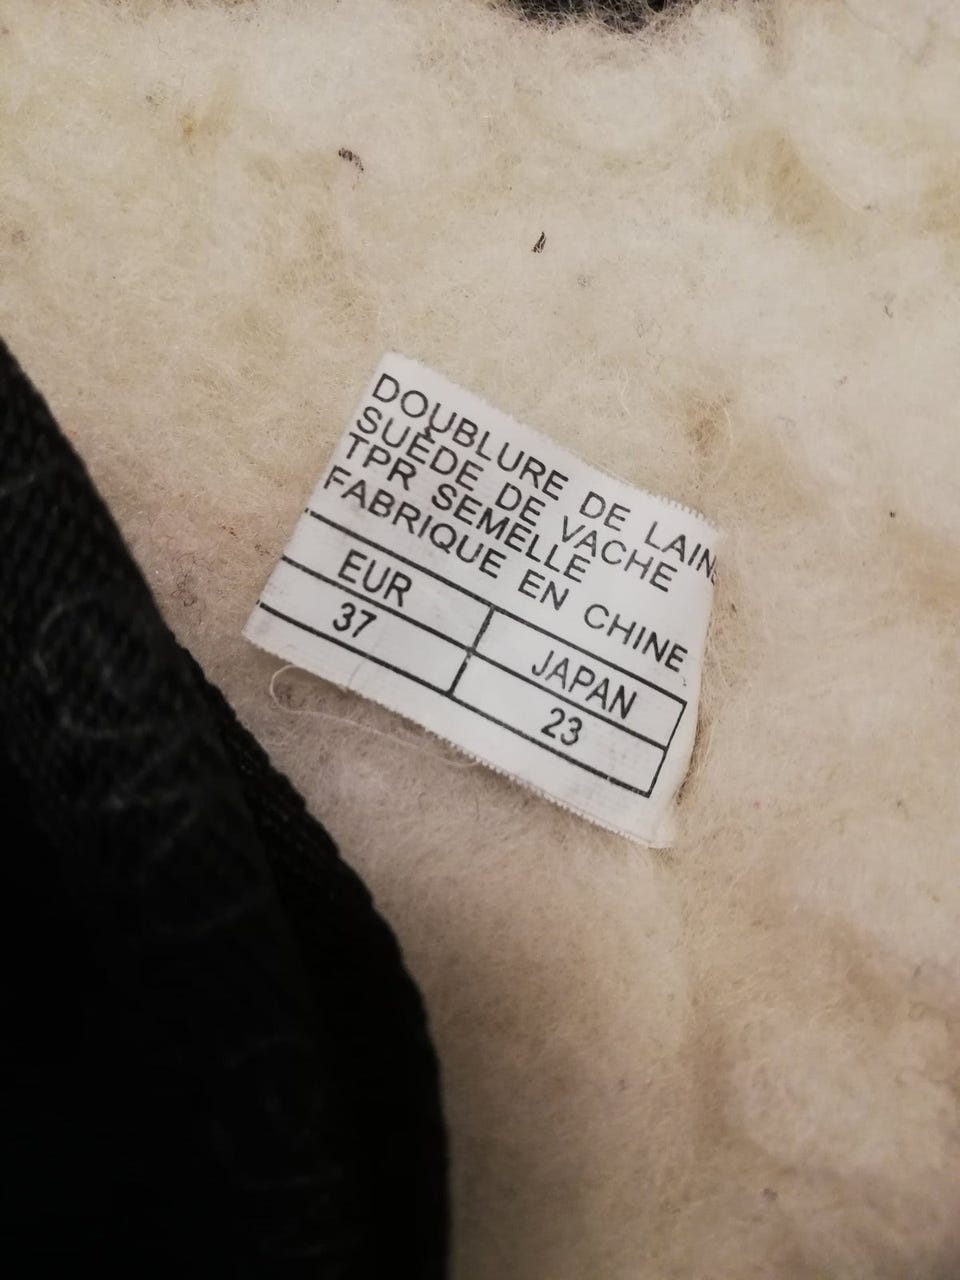 DOUBLURE DE LAINE
SUÈDE DE VACHE
TPR SEMELLE
FABRIQUE EN CHINE
EUR JAPAN
37 23